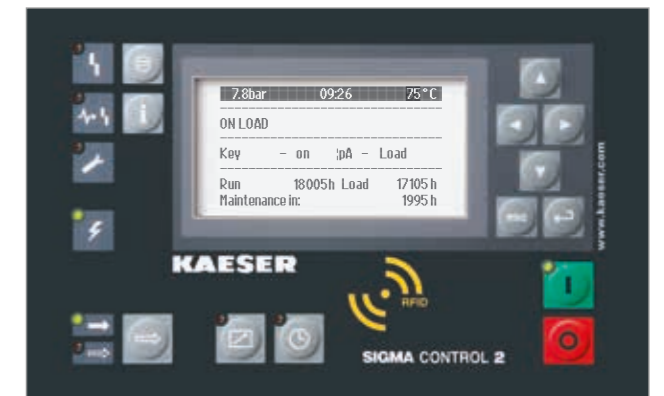 7.8bar 09:26 75°C
ON LOAD
Key - on ¦pA - Load
Run 18005h Load 17105 h
Maintenance in: 1995 h
i
esc
www.kaeser.com
KAESER
RFID
I
SIGMA CONTROL 2